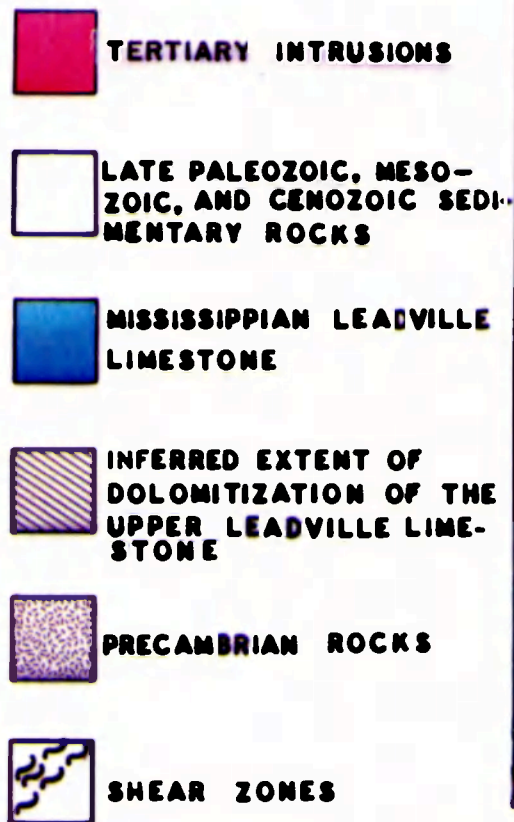 TERTIARY INTRUSIONS
LATE PALEOZOIC, MESO-
ZOIC, AND CENOZOIC SEDI-
MENTARY ROCKS
MISSISSIPPIAN LEADVILLE
LIMESTONE
INFERRED EXTENT OF
DOLOMITIZATION OF THE
UPPER LEADVILLE LIME-
STONE
PRECAMBRIAN ROCKS
SHEAR ZONES